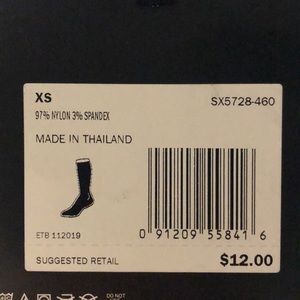 XS
SX5728-460
97% NYLON 3% SPANDEX
MADE IN THAILAND
ETB 112019
0 91209 55841 6
SUGGESTED RETAIL
$12.00
DO NOT